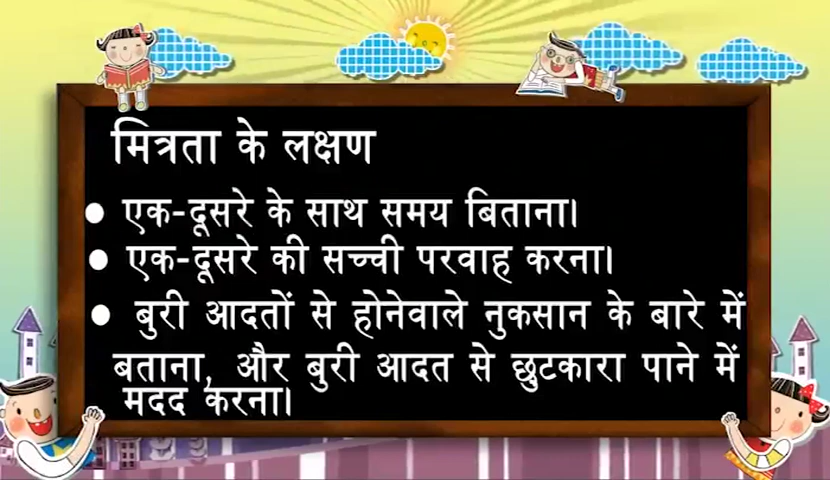 मित्रता के लक्षण
● एक-दूसरे के साथ समय बिताना।
● एक-दूसरे की सच्ची परवाह करना।
● बुरी आदतों से होनेवाले नुकसान के बारे में
बताना, और बुरी आदत से छुटकारा पाने में
मदद करना।